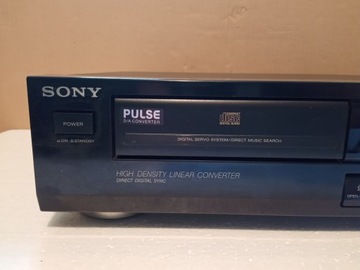 SONY
POWER
PULSE
D/A CONVERTER
DIGITAL SERVO SYSTEM/DIRECT MUSIC SEARCH
HIGH DENSITY LINEAR CONVERTER
DIRECT DIGITAL SYNC